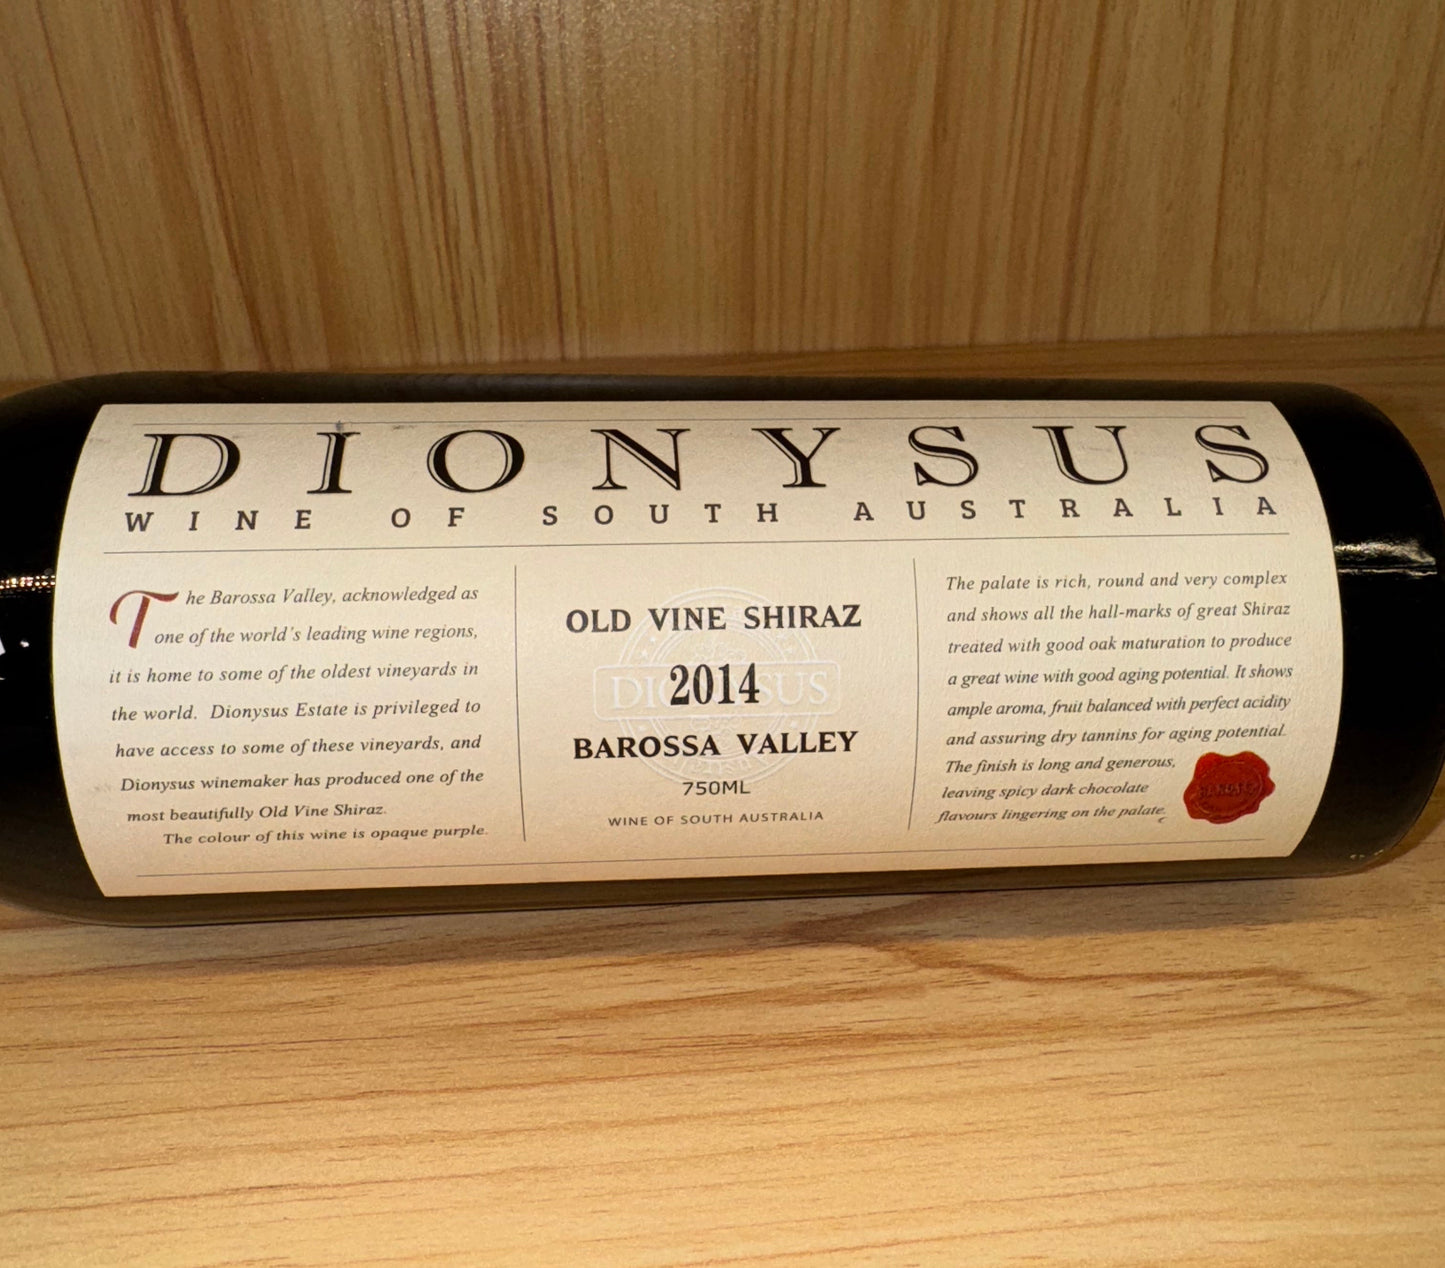 DIONYSUS
WINE OF SOUTH AUSTRALIA
The Barossa Valley, acknowledged as
one of the world's leading wine regions,
it is home to some of the oldest vineyards in
the world. Dionysus Estate is privileged to
have access to some of these vineyards, and
Dionysus winemaker has produced one of the
most beautifully Old Vine Shiraz.
The colour of this wine is opaque purple.
OLD VINE SHIRAZ
2014
DIONYSUS
BAROSSA VALLEY
750ML
WINE OF SOUTH AUSTRALIA
The palate is rich, round and very complex
and shows all the hall-marks of great Shiraz
treated with good oak maturation to produce
a great wine with good aging potential. It shows
ample aroma, fruit balanced with perfect acidity
and assuring dry tannins for aging potential.
The finish is long and generous,
leaving spicy dark chocolate
flavours lingering on the palate.